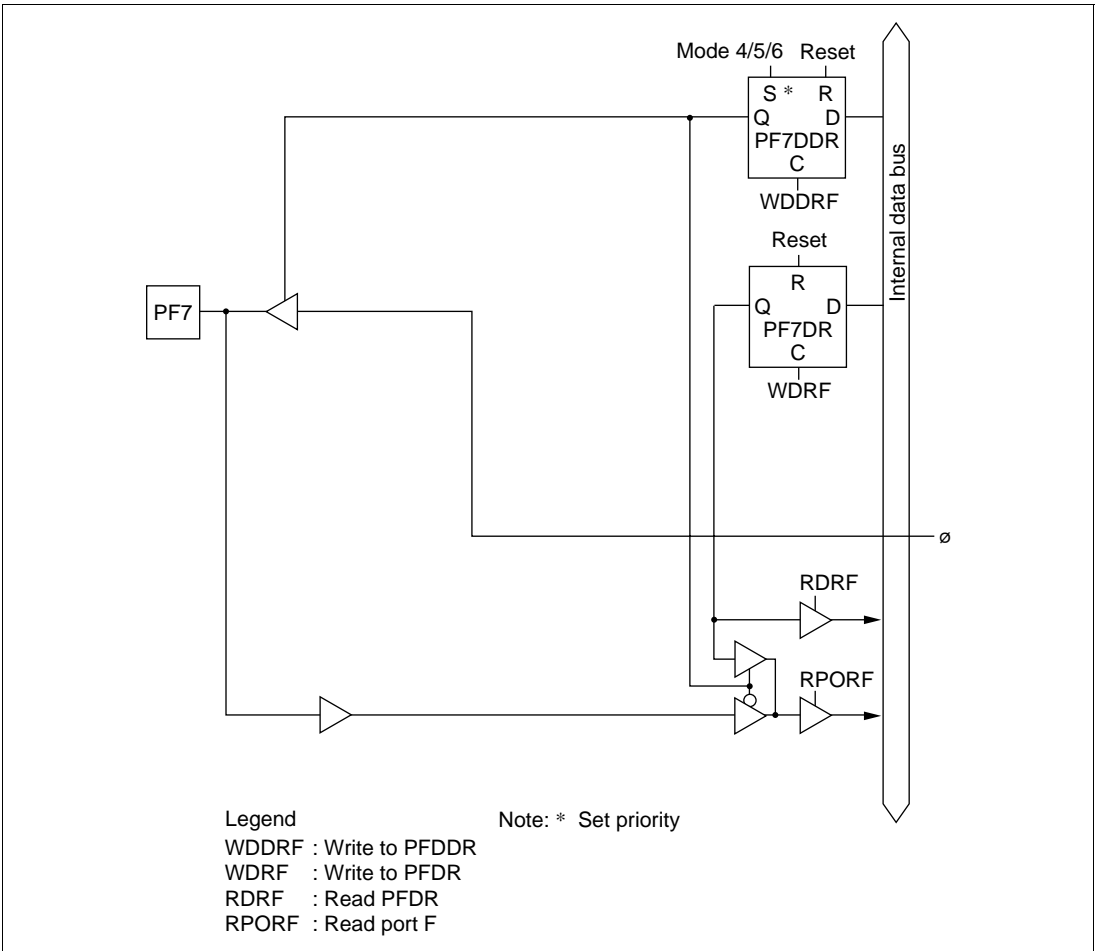 Mode 4/5/6 Reset
S * R
Q D
PF7DDR
C
WDDRF
Internal data bus
Reset
R
PF7
Q D
PF7DR
C
WDRF
ø
RDRF
RPORF
Legend Note: * Set priority
WDDRF : Write to PFDDR
WDRF : Write to PFDR
RDRF : Read PFDR
RPORF : Read port F